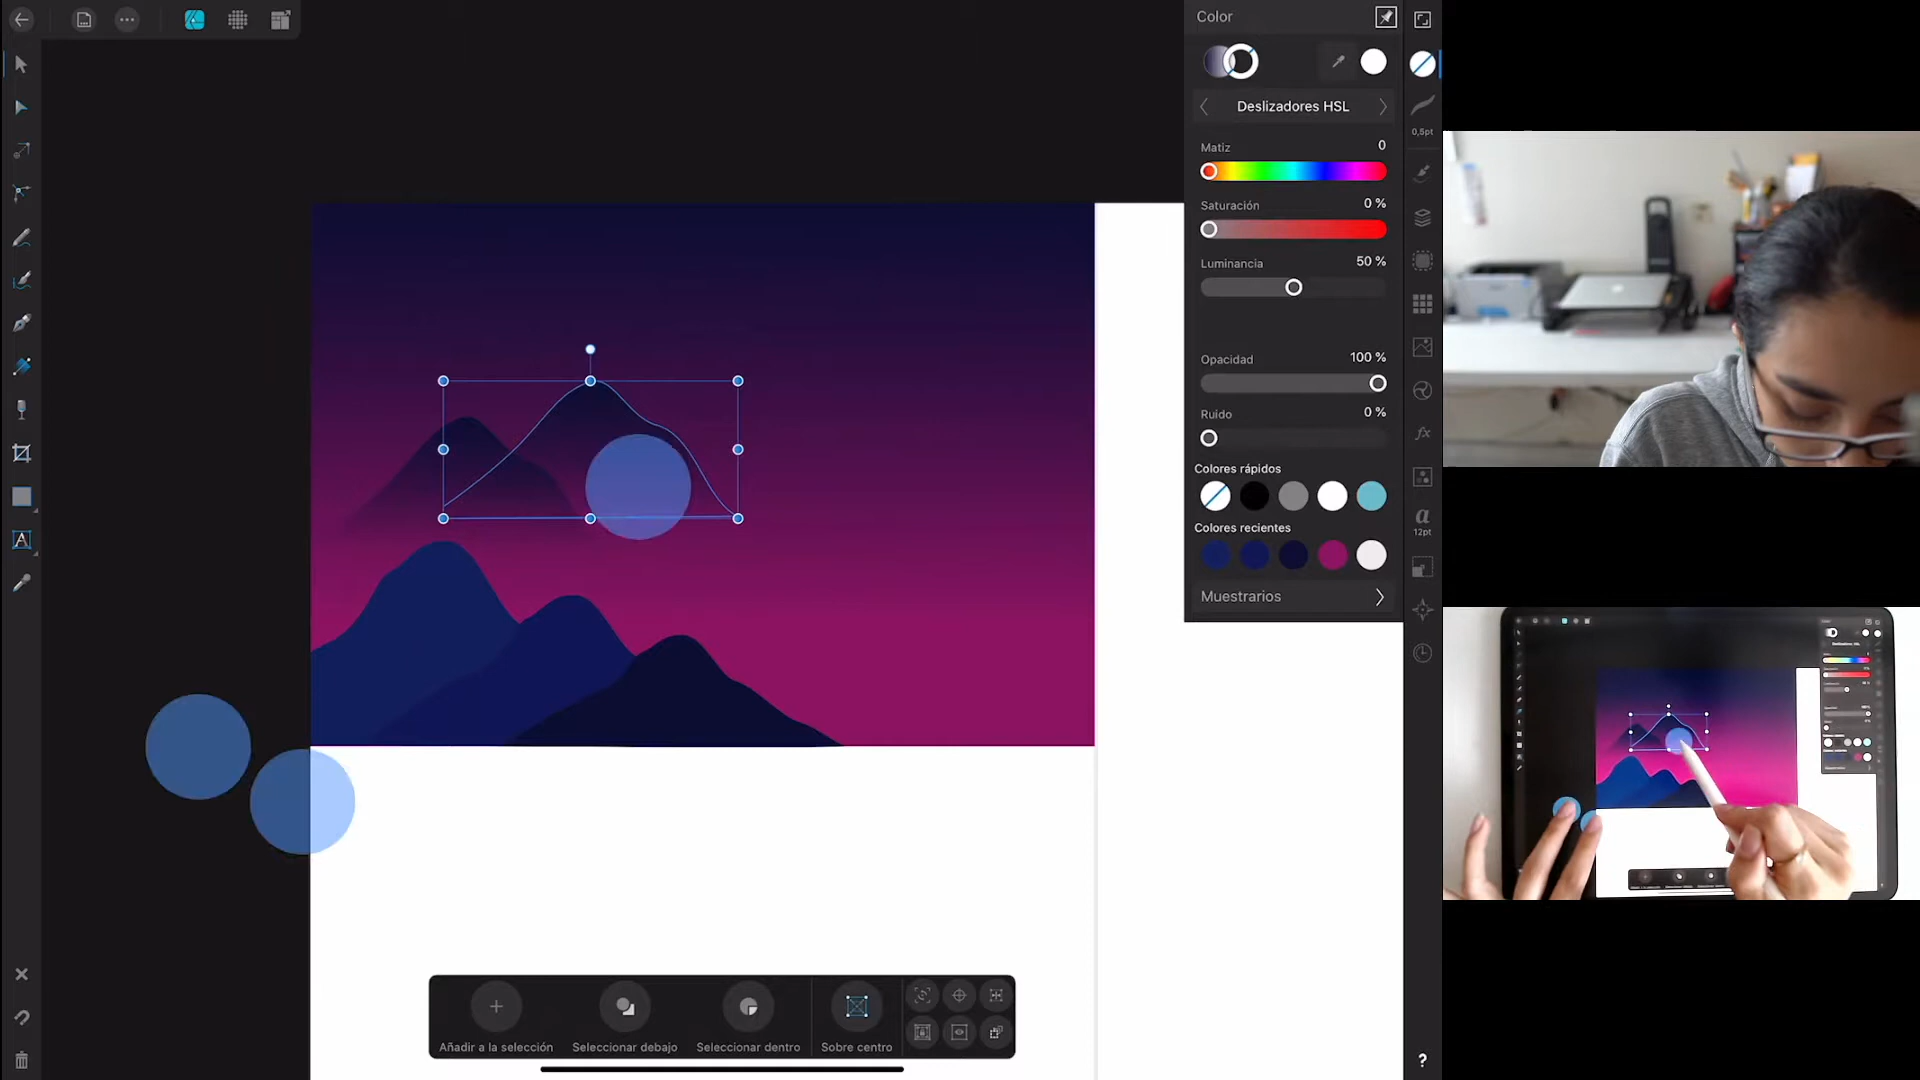 Color
Deslizadores HSL
0,5pt
Matiz
0
Saturación
0 %
Luminancia
50 %
Opacidad
100 %
Ruido
0 %
Colores rápidos
a
12pt
Colores recientes
Muestrarios
A
fx
Añadir a la selección
Seleccionar debajo
Seleccionar dentro
Sobre centro
?